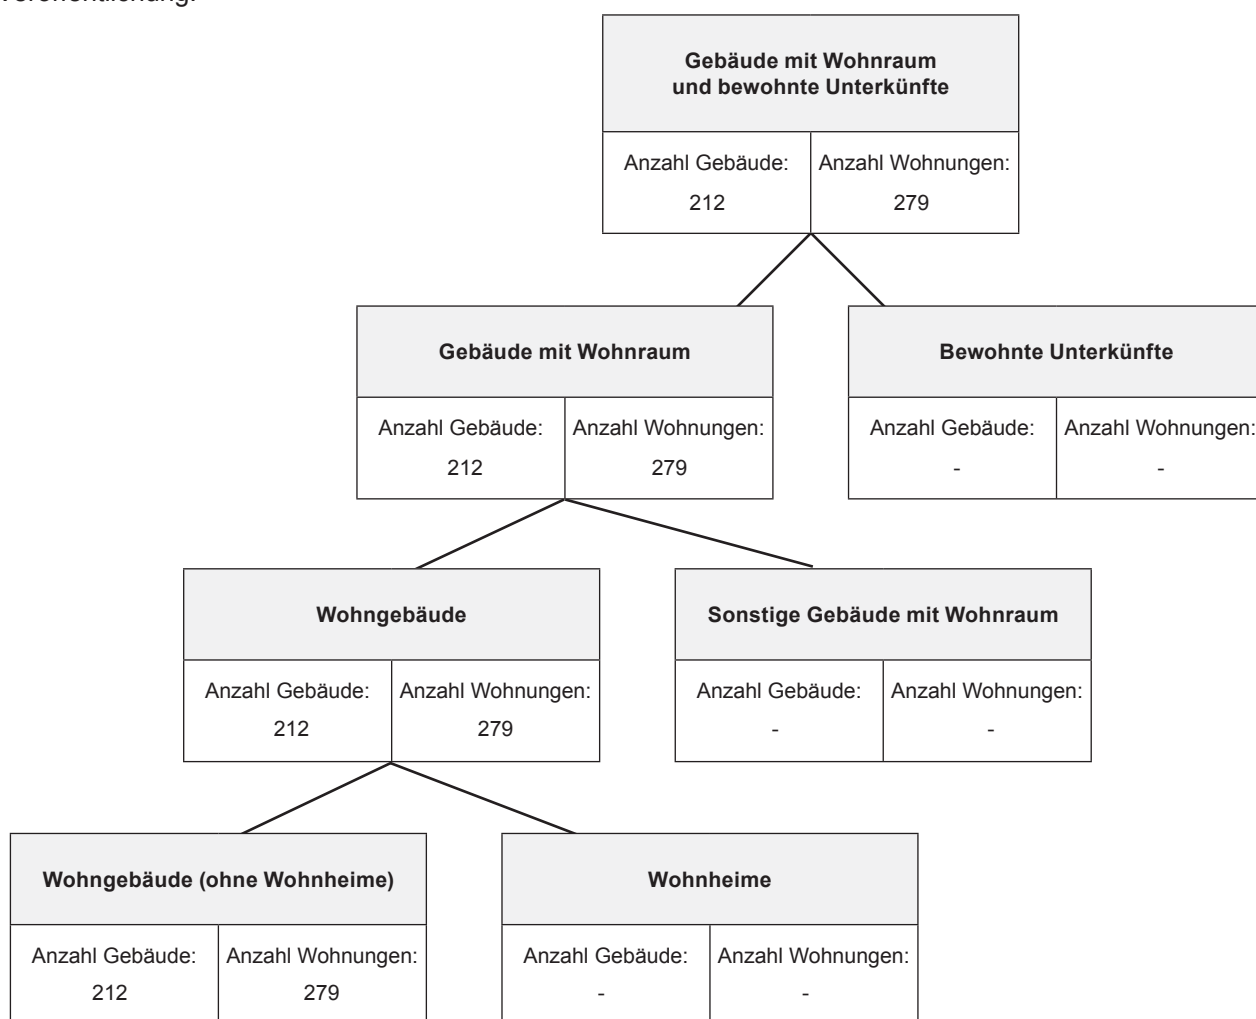 Veröffentlichung.
Gebäude mit Wohnraum
und bewohnte Unterkünfte
Anzahl Gebäude: Anzahl Wohnungen:
212 279
Gebäude mit Wohnraum Bewohnte Unterkünfte
Anzahl Gebäude: Anzahl Wohnungen: Anzahl Gebäude: Anzahl Wohnungen:
212 279 - -
Wohngebäude Sonstige Gebäude mit Wohnraum
Anzahl Gebäude: Anzahl Wohnungen: Anzahl Gebäude: Anzahl Wohnungen:
212 279 - -
Wohngebäude (ohne Wohnheime) Wohnheime
Anzahl Gebäude: Anzahl Wohnungen: Anzahl Gebäude: Anzahl Wohnungen:
212 279 - -